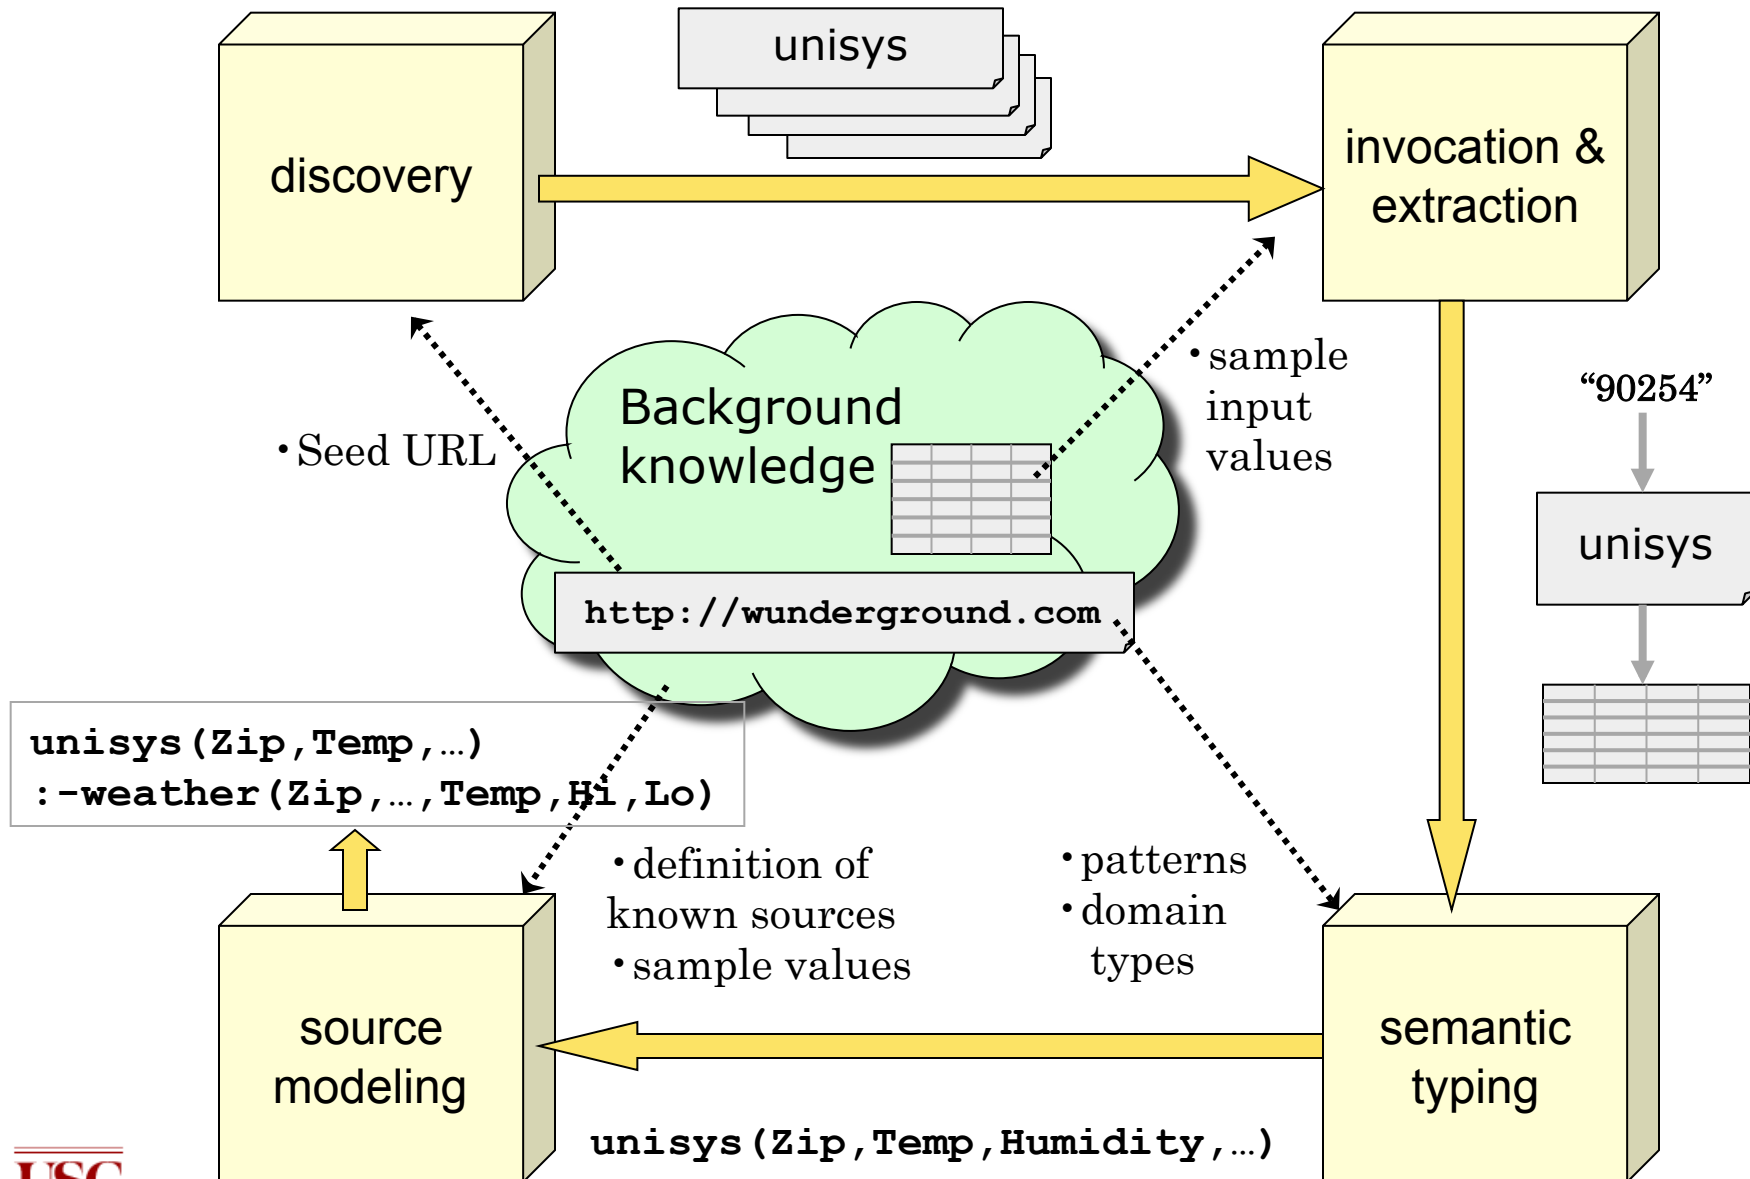 unisys
discovery
invocation &
extraction
Background
knowledge
•Seed URL
•sample
input
values
“90254”
unisys
http://wunderground.com
unisys(Zip,Temp,…)
:-weather(Zip,…,Temp,Hi,Lo)
•definition of
known sources
•sample values
•patterns
•domain
types
source
modeling
semantic
typing
unisys(Zip,Temp,Humidity,…)
USC